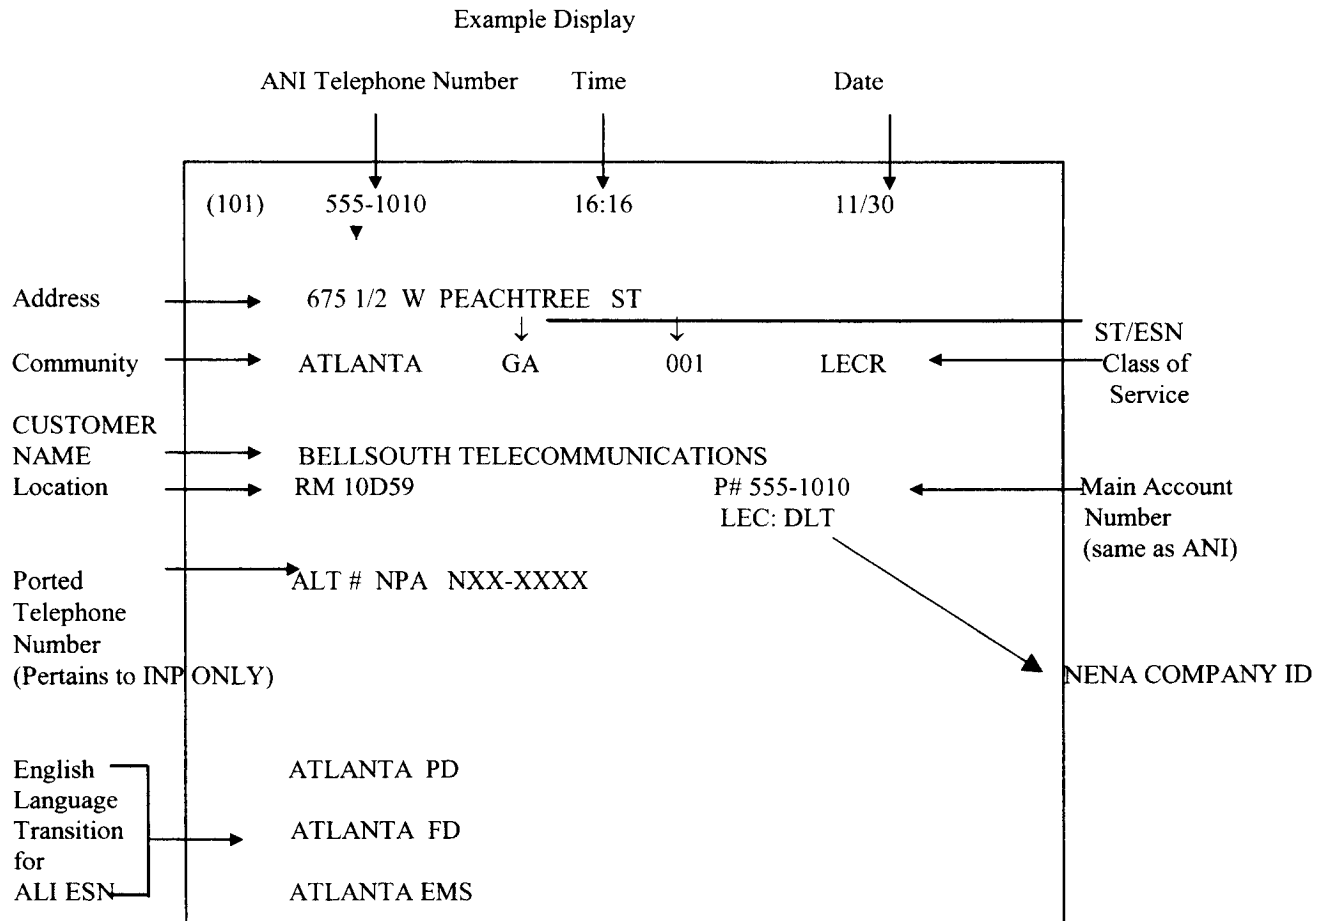 Example Display
ANI Telephone Number Time Date
(101) 555-1010 16:16 11/30
Address 675 1/2 W PEACHTREE ST
ST/ESN
Community ATLANTA GA 001 LECR Class of
Service
CUSTOMER
NAME BELLSOUTH TELECOMMUNICATIONS
Location RM 10D59 P# 555-1010 Main Account
LEC: DLT Number
(same as ANI)
Ported ALT # NPA NXX-XXXX
Telephone
Number
(Pertains to INP ONLY) NENA COMPANY ID
English ATLANTA PD
Language
Transition ATLANTA FD
for
ALI ESN ATLANTA EMS